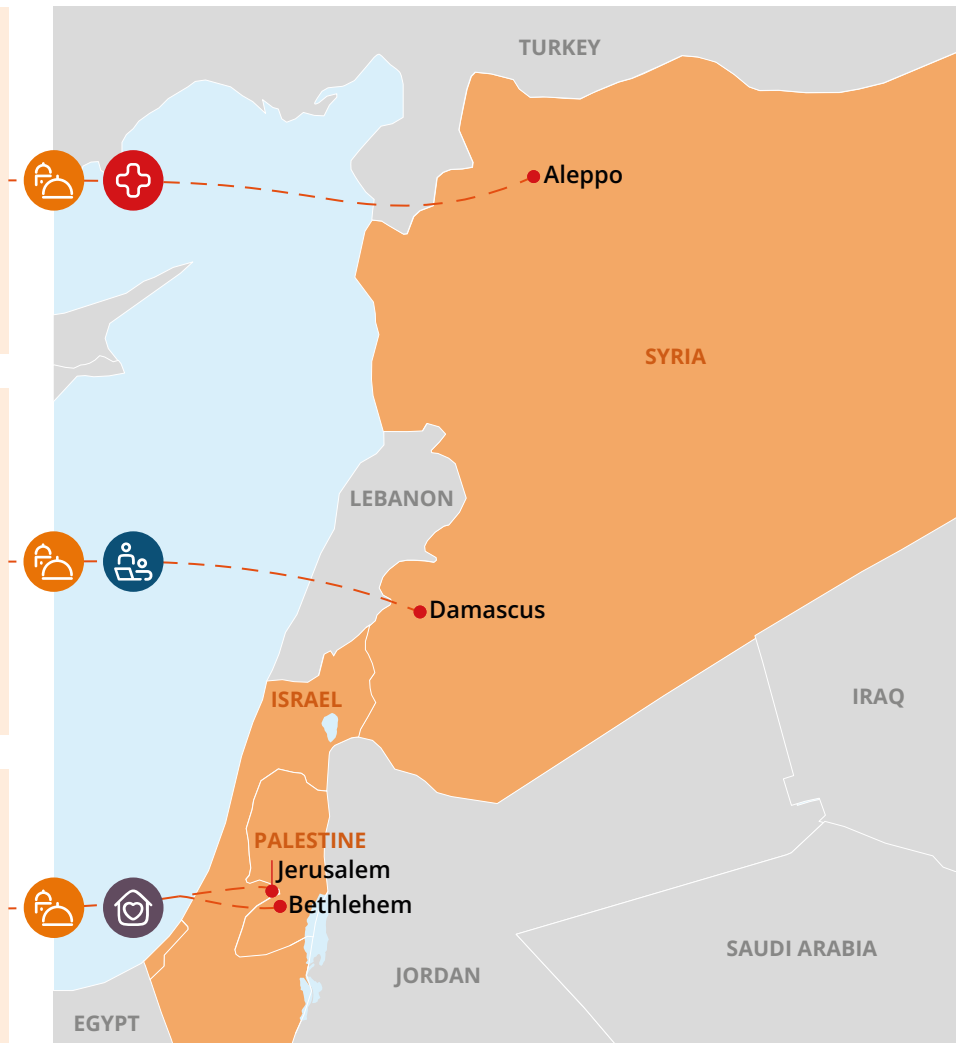 TURKEY
Aleppo
SYRIA
LEBANON
Damascus
ISRAEL
IRAQ
PALESTINE
Jerusalem
Bethlehem
SAUDI ARABIA
JORDAN
EGYPT